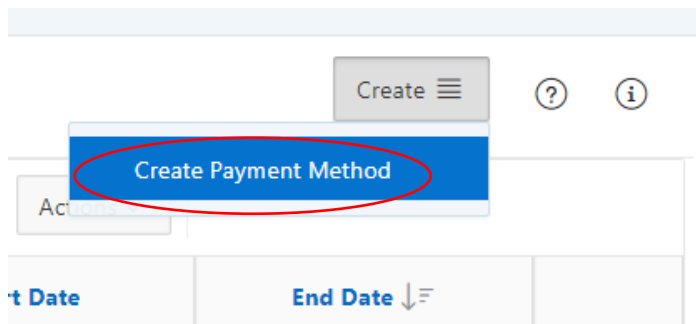 Create
Create Payment Method
Actions
rt Date
End Date